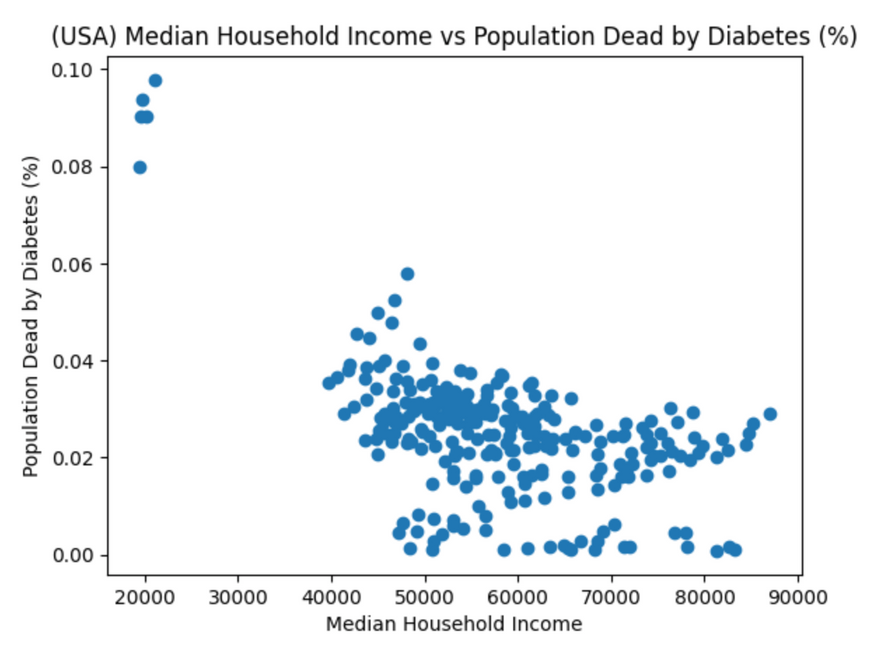 (USA) Median Household Income vs Population Dead by Diabetes (%)
0.10
0.08
0.06
0.04
0.02
0.00
Population Dead by Diabetes (%)
20000 30000 40000 50000 60000 70000 80000 90000
Median Household Income